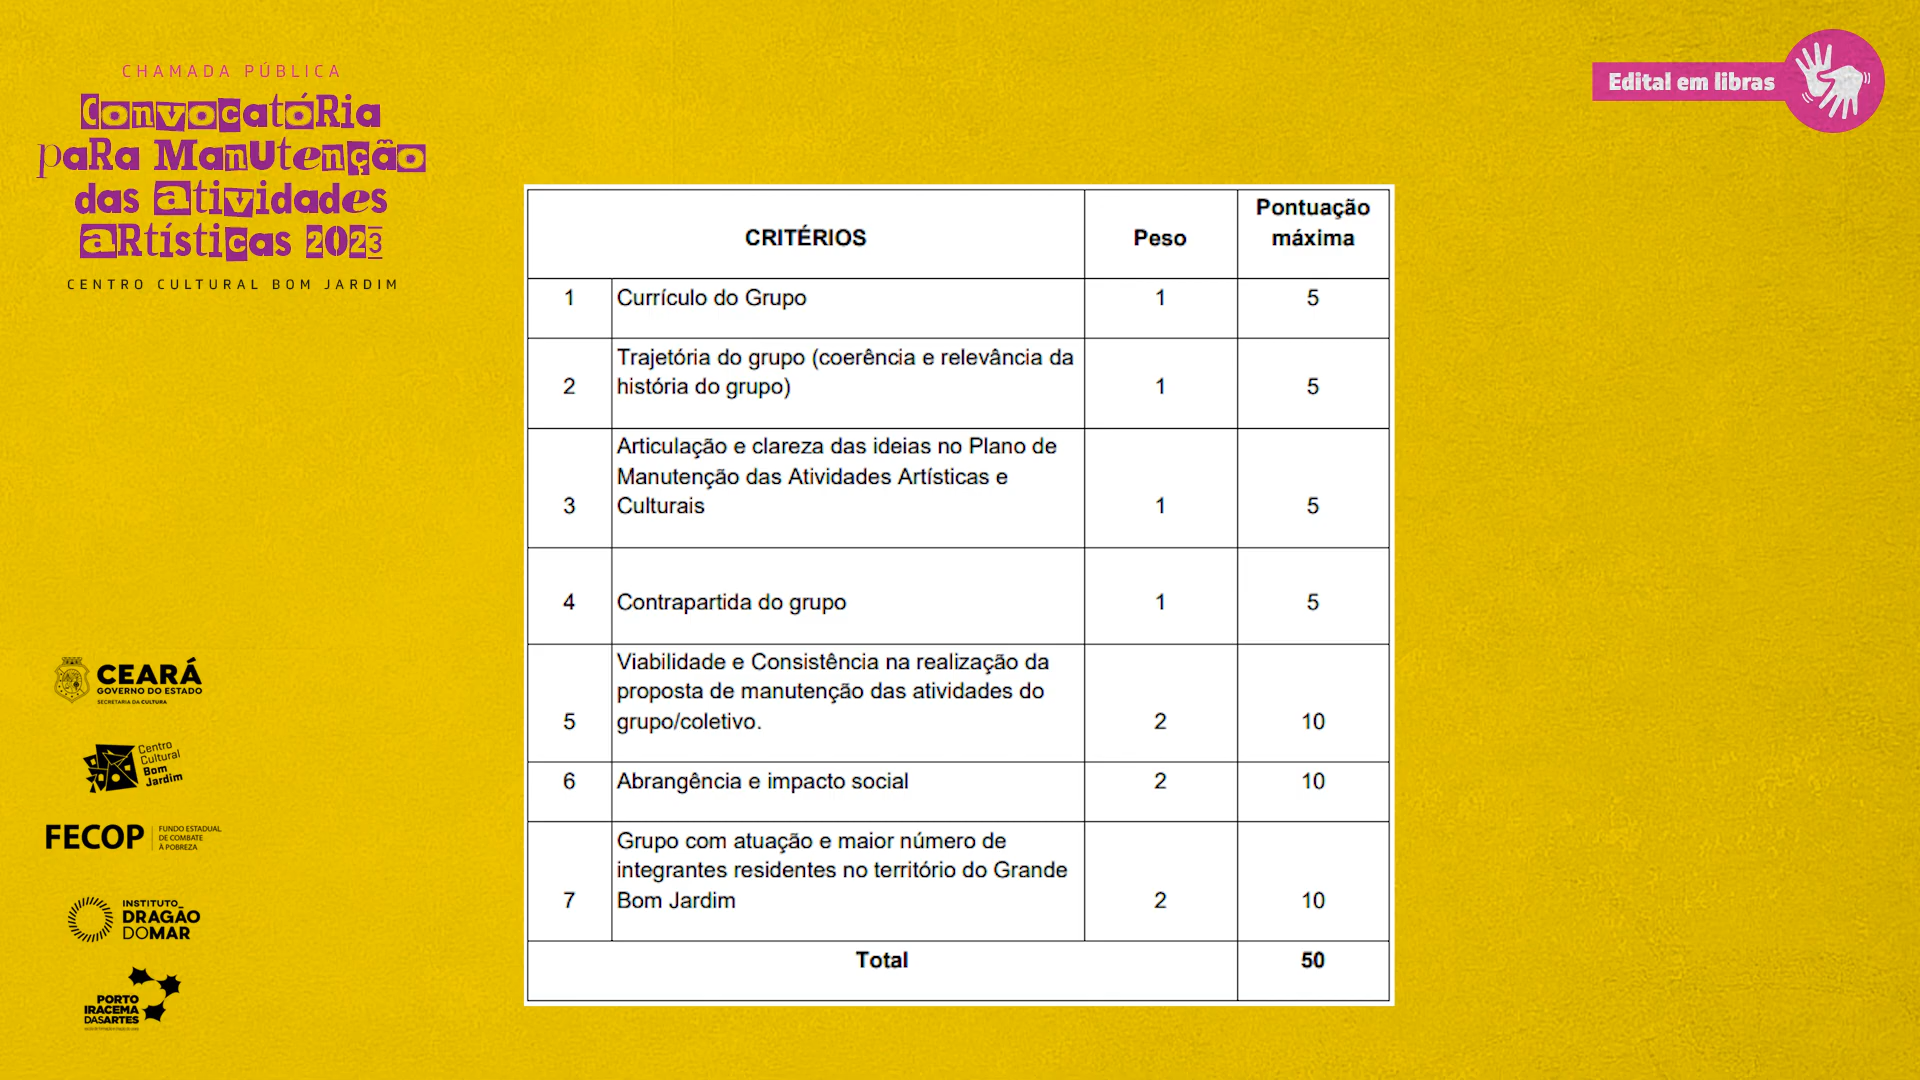 CHAMADA PÚBLICA
Convocatória
para Manutenção
das atividades
artísticas 2023
CENTRO CULTURAL BOM JARDIM
Edital em libras
CRITÉRIOS
Peso
Pontuação
máxima
1
Currículo do Grupo
1
5
2
Trajetória do grupo (coerência e relevância da
história do grupo)
1
5
3
Articulação e clareza das ideias no Plano de
Manutenção das Atividades Artísticas e
Culturais
1
5
4
Contrapartida do grupo
1
5
5
Viabilidade e Consistência na realização da
proposta de manutenção das atividades do
grupo/coletivo.
2
10
6
Abrangência e impacto social
2
10
7
Grupo com atuação e maior número de
integrantes residentes no território do Grande
Bom Jardim
2
10
Total
50
CEARÁ
GOVERNO DO ESTADO
SECRETARIA DA CULTURA
Centro
Cultural
Bom
Jardim
FECOP
FUNDO ESTADUAL
DE COMBATE
À POBREZA
INSTITUTO
DRAGÃO
DOMAR
PORTO
IRACEMA
DASARTES